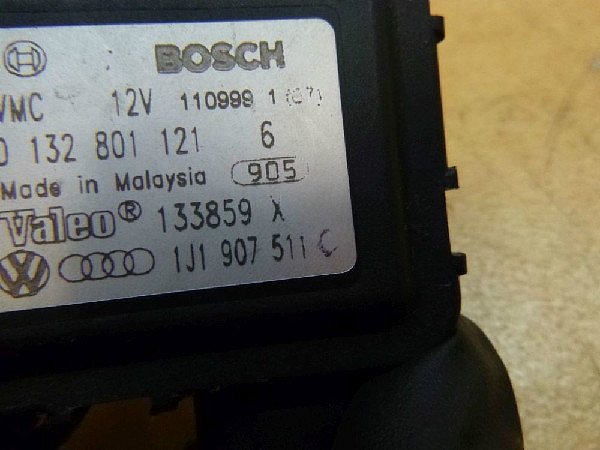 BOSCH
VMC 12V 110999 1 (67)
0 132 801 121 6
Made in Malaysia 905
Valeo® 133859 X
1J1 907 511 C